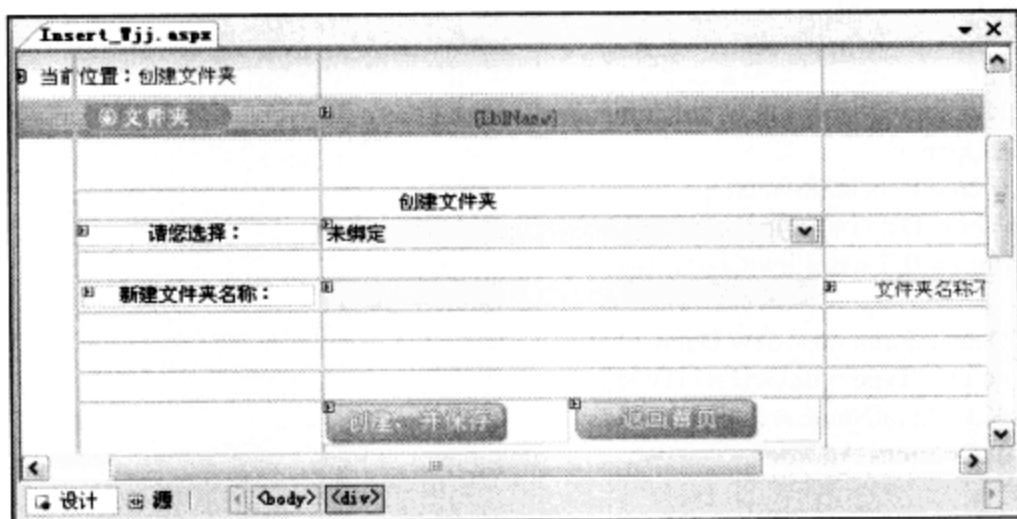 Insert_Wjj.aspx
当前位置：创建文件夹
文件夹
创建文件夹
请您选择：
未绑定
新建文件夹名称：
文件夹名称不
创建、并保存
返回首页
设计 源 <body> <div>